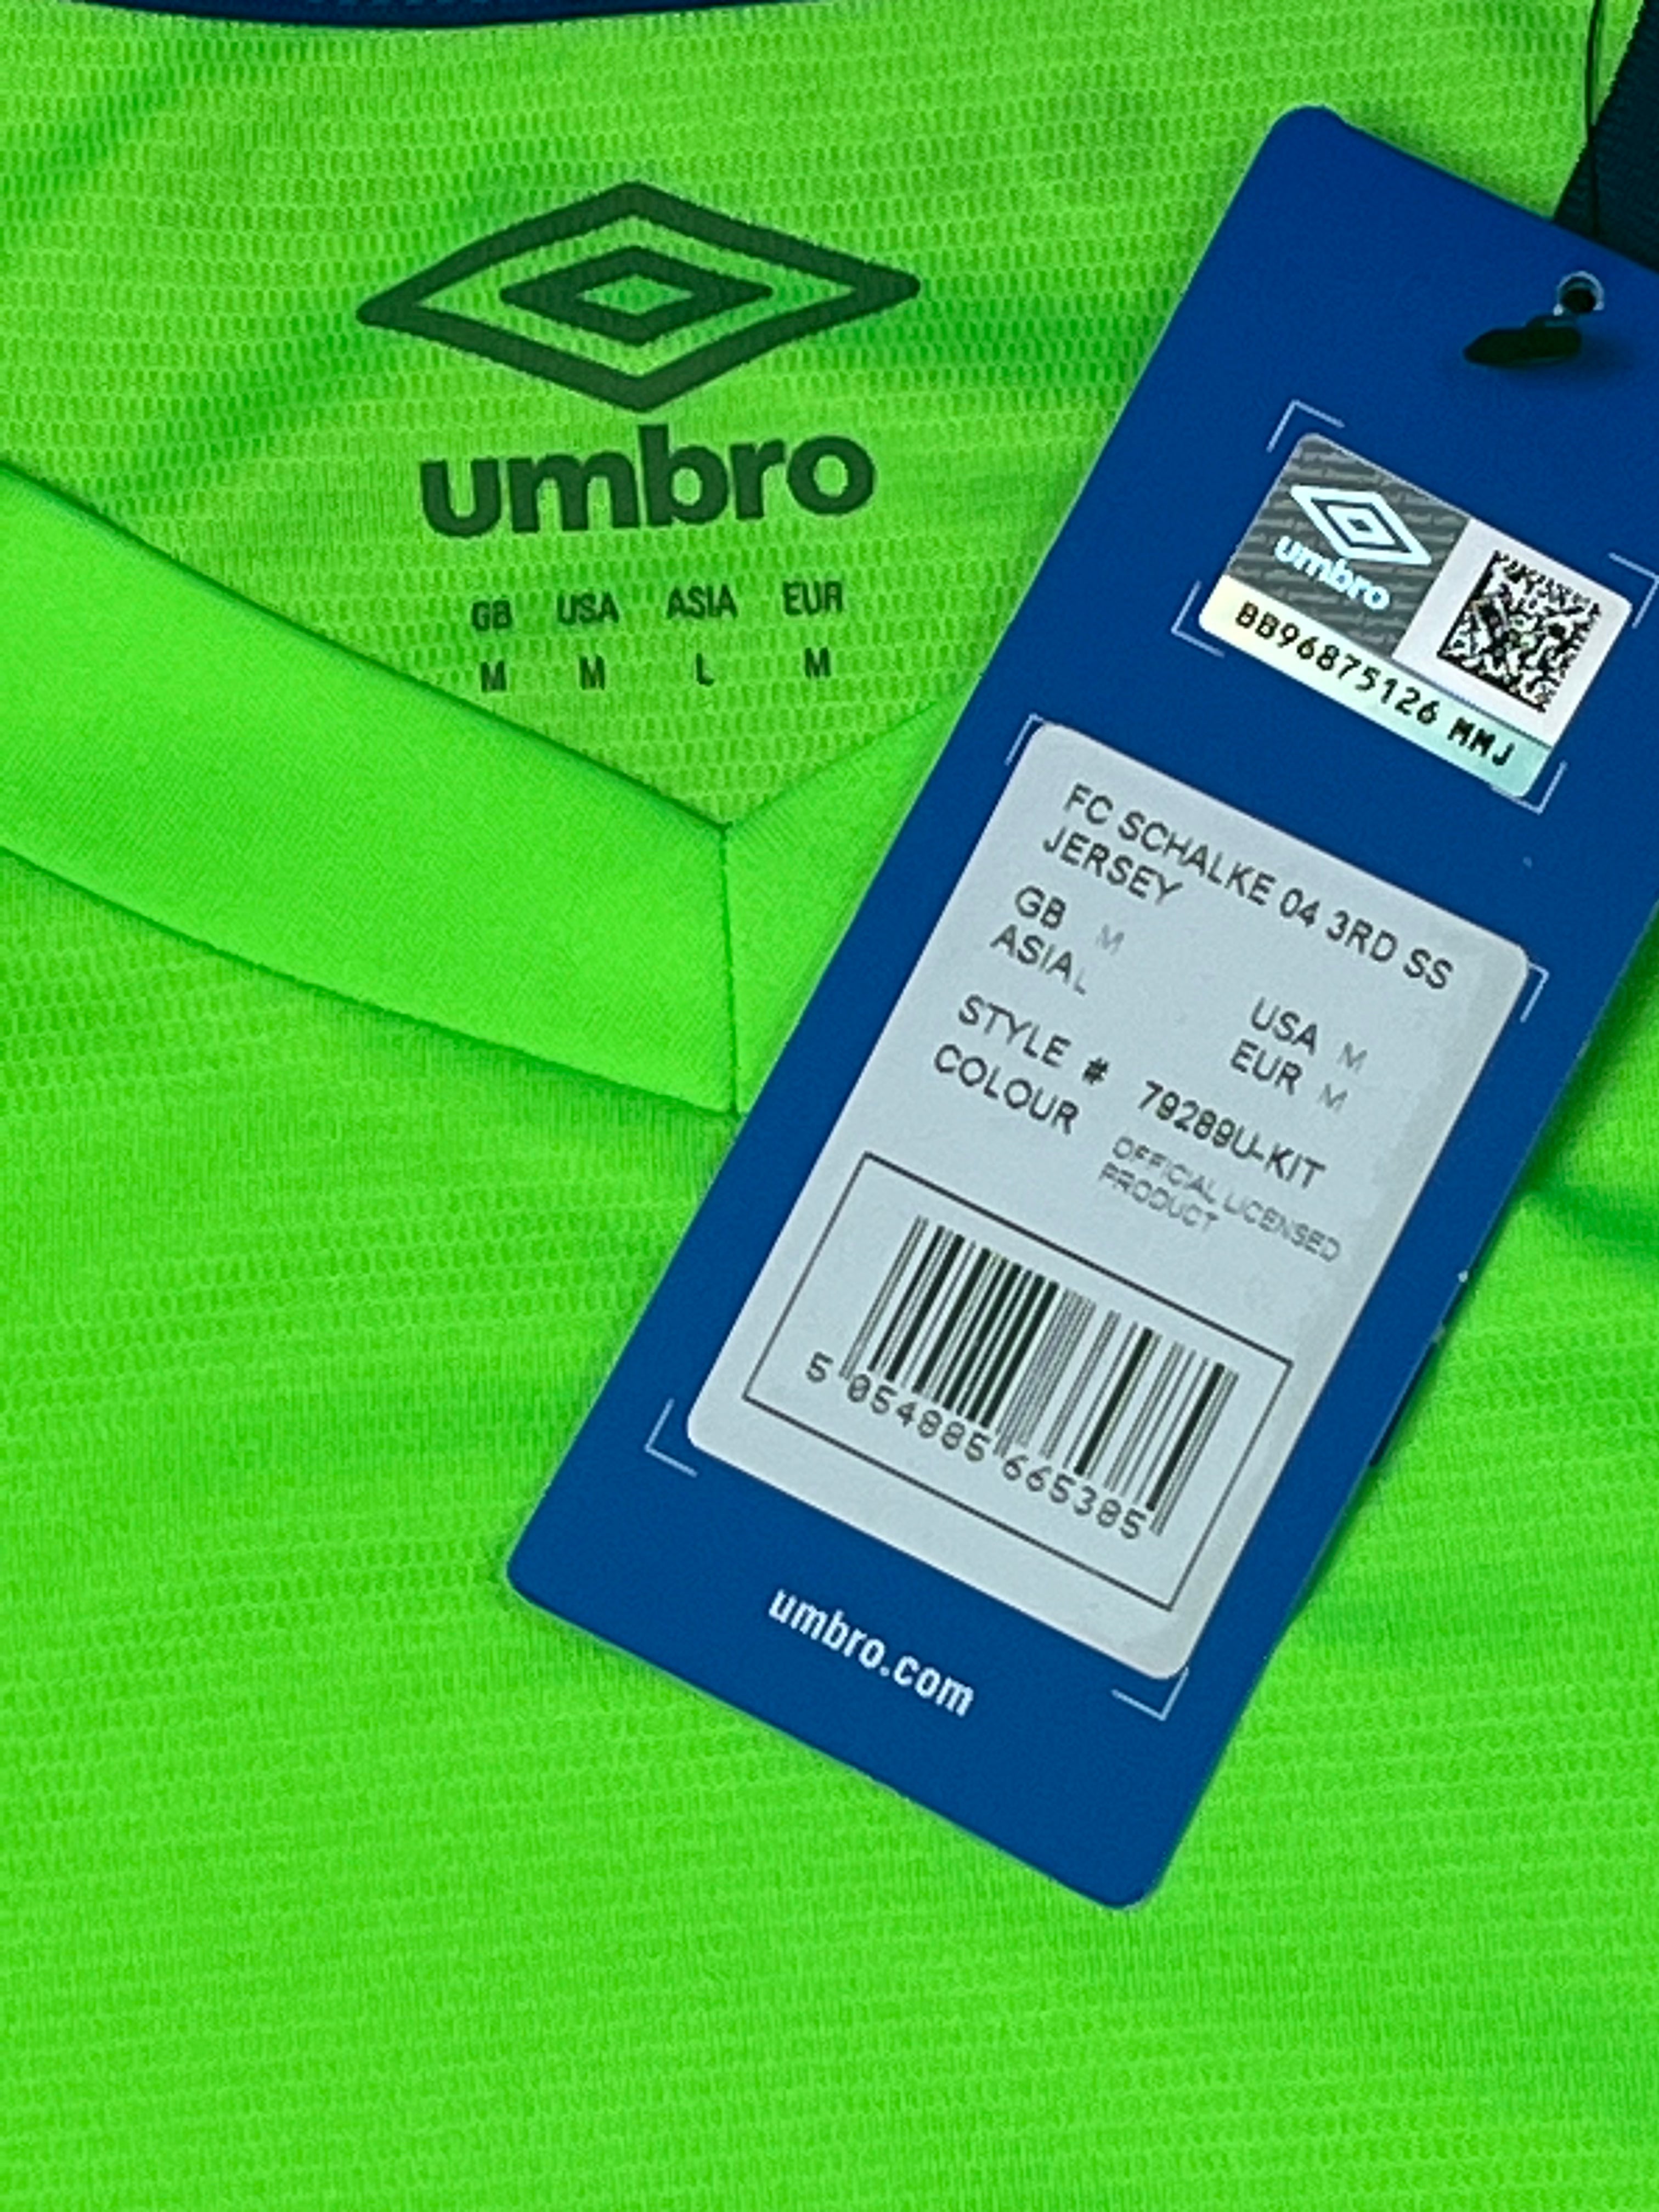 umbro
GB USA ASIA EUR
M M L M
umbro
BB96875126 MMJ
FC SCHALKE 04 3RD SS
JERSEY
GB M USA M
ASIA L EUR M
STYLE # 79289U-KIT
COLOUR OFFICIAL LICENSED
PRODUCT
5 054885 665385
umbro.com